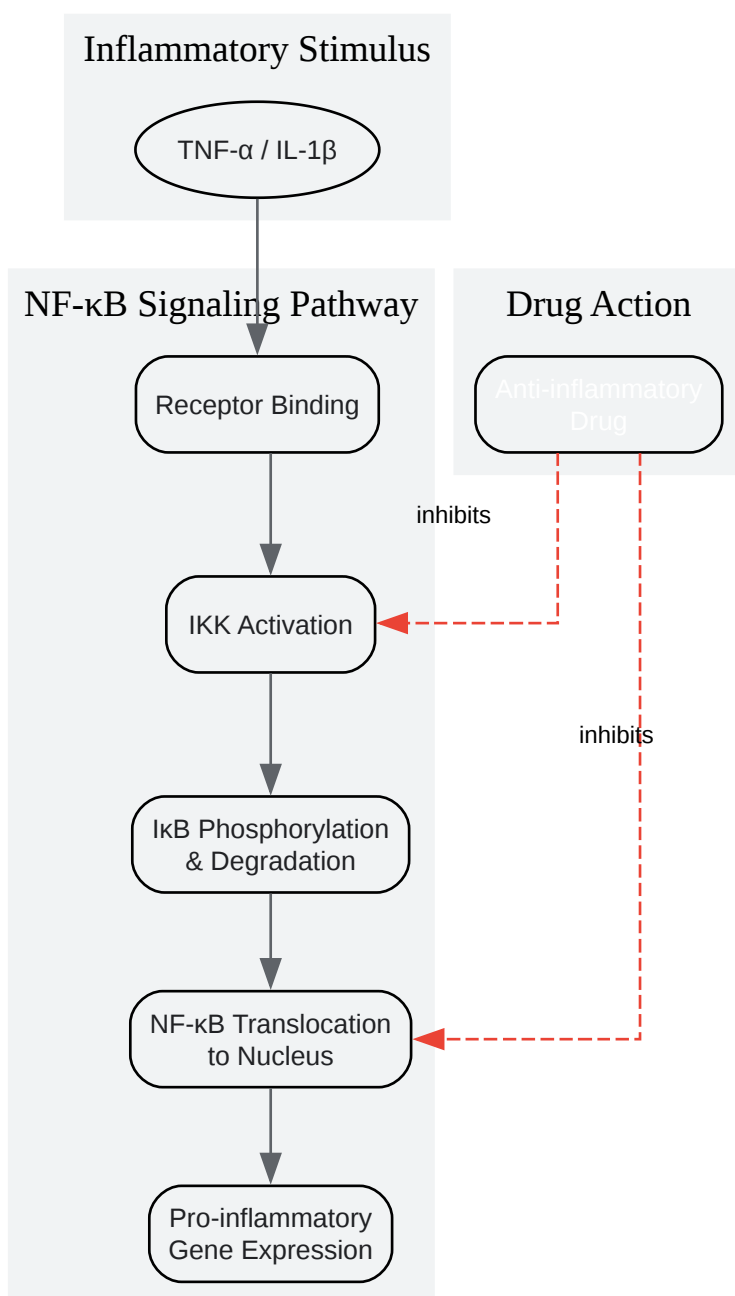 Inflammatory Stimulus
TNF-α / IL-1β
NF-κB Signaling Pathway
Drug Action
Receptor Binding
Anti-inflammatory
Drug
inhibits
IKK Activation
inhibits
IκB Phosphorylation
& Degradation
NF-κB Translocation
to Nucleus
Pro-inflammatory
Gene Expression